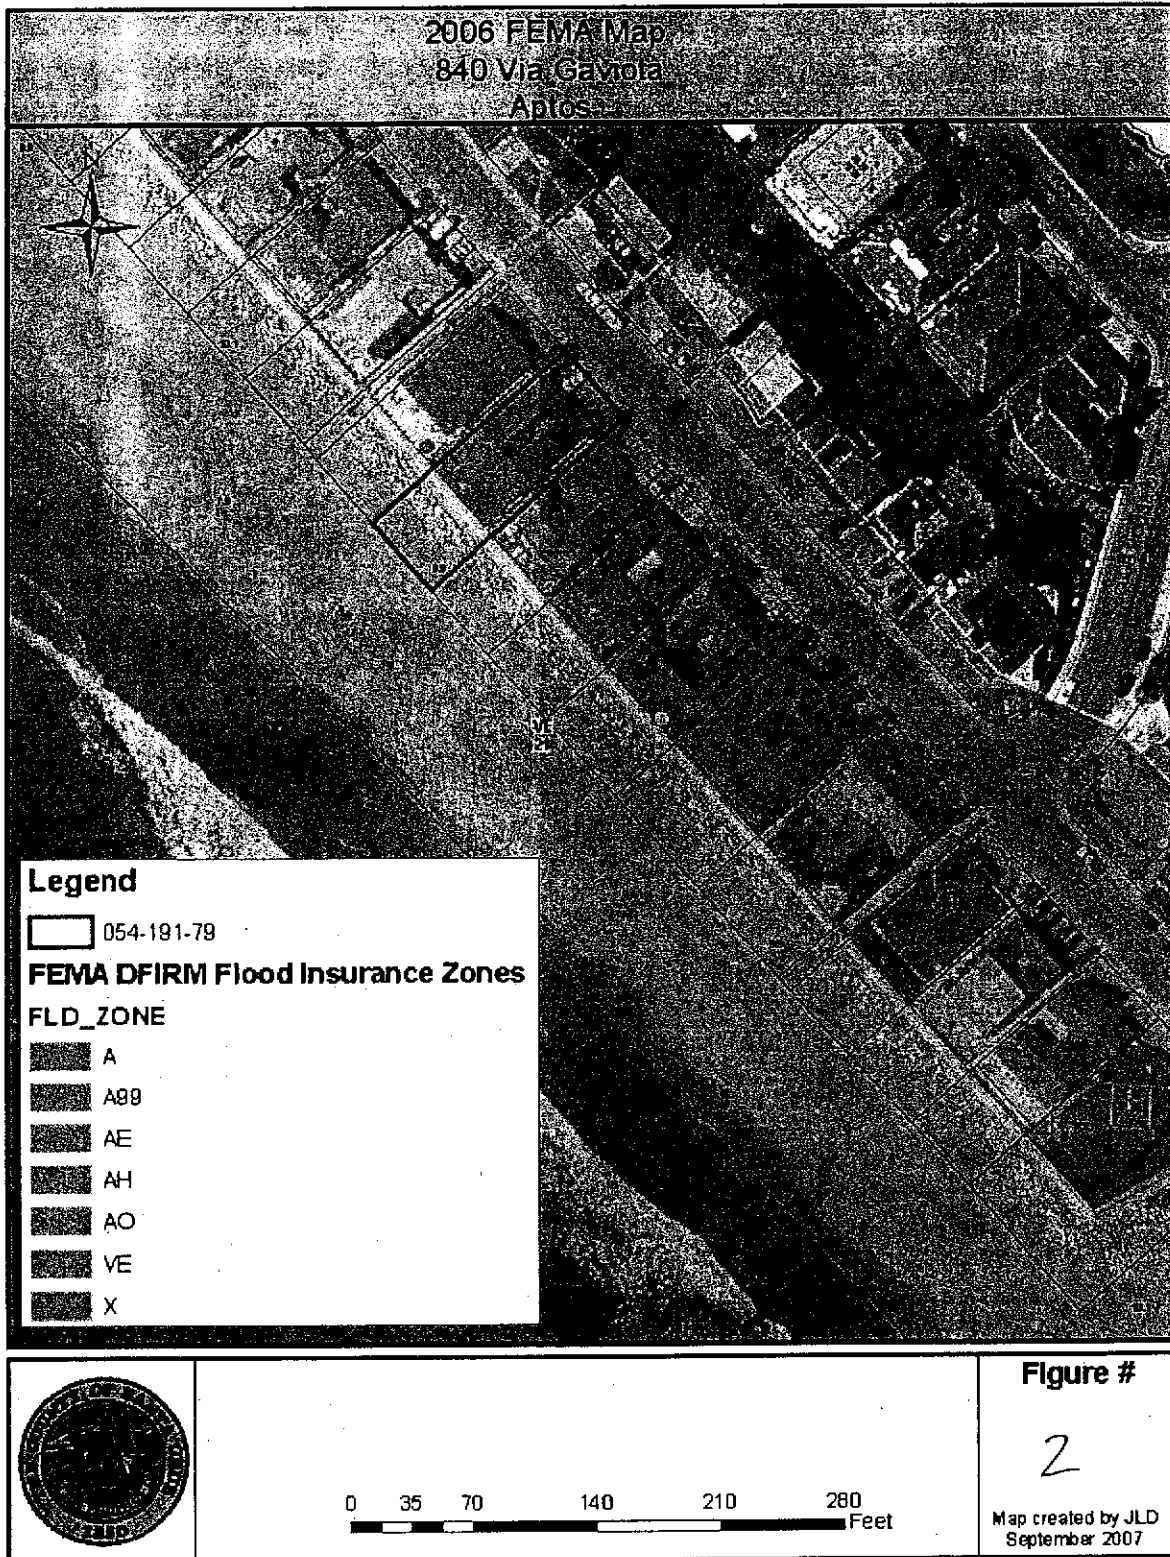 2006 FEMA Map
840 Via Gaviota
Aptos
VE
21
Legend
054-191-79
FEMA DFIRM Flood Insurance Zones
FLD_ZONE
A
A99
AE
AH
AO
VE
X
Figure #
2
0 35 70 140 210 280
Feet
Map created by JLD
September 2007